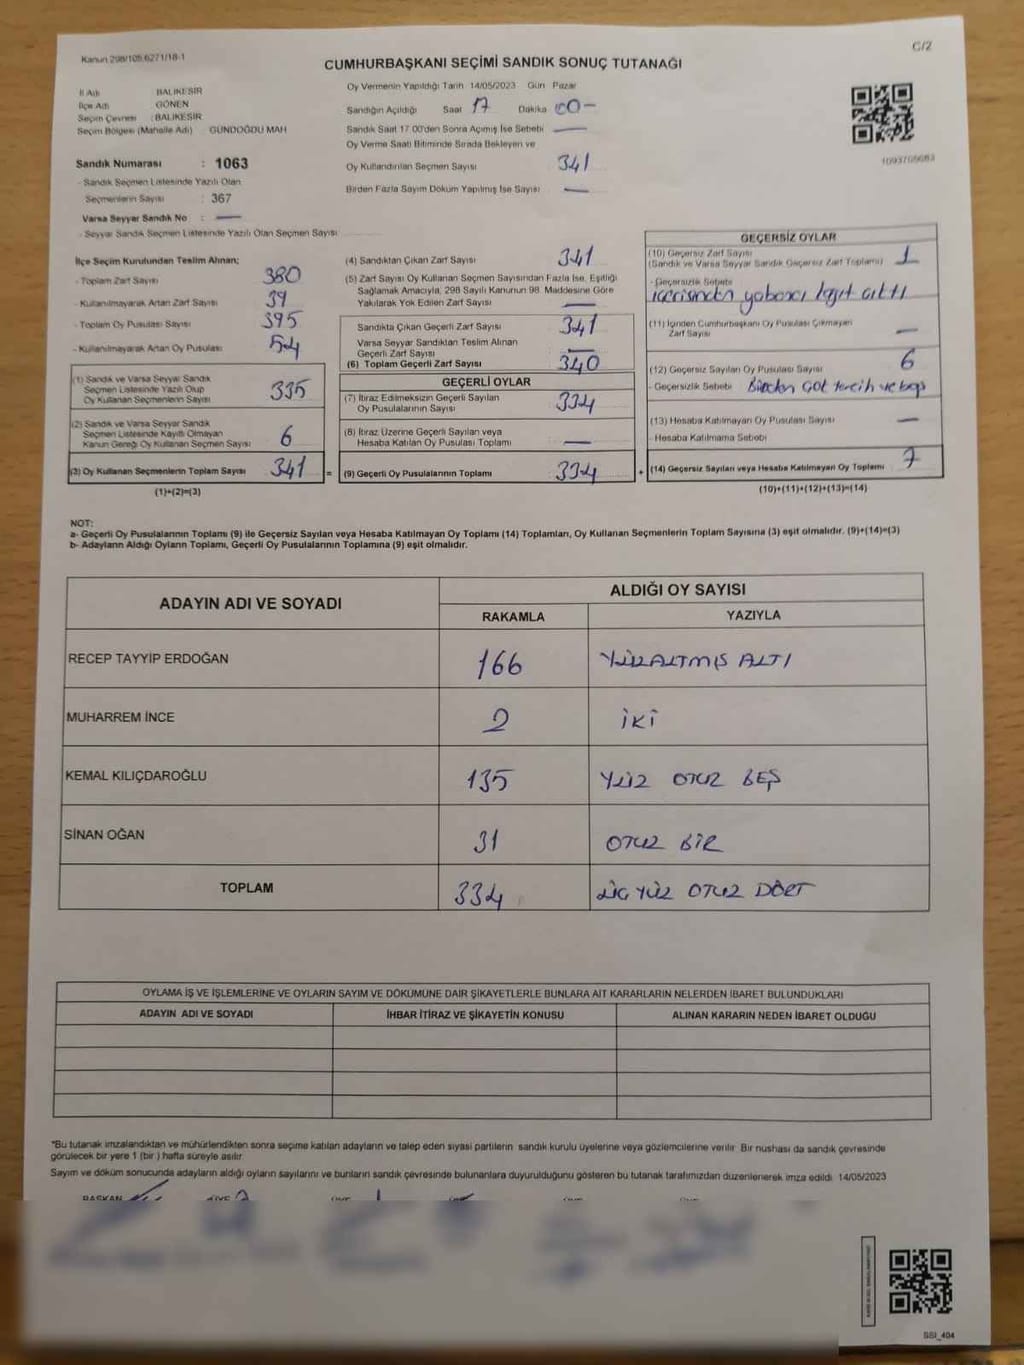 Kanun 298/105,6271/18-1
C/2
CUMHURBAŞKANI SEÇİMİ SANDIK SONUÇ TUTANAĞI
İl Adı BALIKESİR
İlçe Adı GÖNEN
Seçim Çevresi : BALIKESİR
Seçim Bölgesi (Mahalle Adı) GÜNDOĞDU MAH
Sandık Numarası : 1063
- Sandık Seçmen Listesinde Yazılı Olan
Seçmenlerin Sayısı : 367
Varsa Seyyar Sandık No : —
- Seyyar Sandık Seçmen Listesinde Yazılı Olan Seçmen Sayısı
Oy Vermenin Yapıldığı Tarih 14/05/2023 Gün Pazar
Sandığın Açıldığı Saat 17 Dakika 00-
Sandık Saat 17.00'den Sonra Açımış İse Sebebi —
Oy Verme Saati Bitiminde Sırada Bekleyen ve
Oy Kullandırılan Seçmen Sayısı 341
Birden Fazla Sayım Döküm Yapılmış İse Sayısı —
İlçe Seçim Kurulundan Teslim Alınan;
- Toplam Zarf Sayısı 380
- Kullanılmayarak Artan Zarf Sayısı 39
- Toplam Oy Pusulası Sayısı 395
- Kullanılmayarak Artan Oy Pusulası 54
(1) Sandık ve Varsa Seyyar Sandık
Seçmen Listesinde Yazılı Olup
Oy Kullanan Seçmenlerin Sayısı 335
(2) Sandık ve Varsa Seyyar Sandık
Seçmen Listesinde Kayıtlı Olmayan
Kanun Gereği Oy Kullanan Seçmen Sayısı 6
(3) Oy Kullanan Seçmenlerin Toplam Sayısı 341 =
(1)+(2)=(3)
(4) Sandıktan Çıkan Zarf Sayısı 341
(5) Zarf Sayısı Oy Kullanan Seçmen Sayısından Fazla İse, Eşitliği
Sağlamak Amacıyla, 298 Sayılı Kanunun 98. Maddesine Göre
Yakılarak Yok Edilen Zarf Sayısı —
Sandıkta Çıkan Geçerli Zarf Sayısı 341
Varsa Seyyar Sandıktan Teslim Alınan
Geçerli Zarf Sayısı —
(6) Toplam Geçerli Zarf Sayısı 340
GEÇERLİ OYLAR
(7) İtiraz Edilmeksizin Geçerli Sayılan
Oy Pusulalarının Sayısı 334
(8) İtiraz Üzerine Geçerli Sayılan veya
Hesaba Katılan Oy Pusulası Toplamı —
(9) Geçerli Oy Pusulalarının Toplamı 334 +
1093706683
GEÇERSİZ OYLAR
(10) Geçersiz Zarf Sayısı 1
(Sandık ve Varsa Seyyar Sandık Geçersiz Zarf Toplamı)
- Geçersizlik Sebebi
içerisinden yabancı kağıt çıktı
(11) İçinden Cumhurbaşkanı Oy Pusulası Çıkmayan
Zarf Sayısı —
(12) Geçersiz Sayılan Oy Pusulası Sayısı 6
- Geçersizlik Sebebi Birden çok tercih
(13) Hesaba Katılmayan Oy Pusulası Sayısı —
- Hesaba Katılmama Sebebi
(14) Geçersiz Sayılan veya Hesaba Katılmayan Oy Toplamı 7
(10)+(11)+(12)+(13)=(14)
NOT:
a- Geçerli Oy Pusulalarının Toplamı (9) ile Geçersiz Sayılan veya Hesaba Katılmayan Oy Toplamı (14) Toplamları, Oy Kullanan Seçmenlerin Toplam Sayısına (3) eşit olmalıdır. (9)+(14)=(3)
b- Adayların Aldığı Oyların Toplamı, Geçerli Oy Pusulalarının Toplamına (9) eşit olmalıdır.
ADAYIN ADI VE SOYADI ALDIĞI OY SAYISI
RAKAMLA YAZIYLA
RECEP TAYYİP ERDOĞAN 166 YÜZALTMIŞ ALTI
MUHARREM İNCE 2 İKİ
KEMAL KILIÇDAROĞLU 135 YÜZ OTUZ BEŞ
SİNAN OĞAN 31 OTUZ BİR
TOPLAM 334 ÜÇ YÜZ OTUZ DÖRT
OYLAMA İŞ VE İŞLEMLERİNE VE OYLARIN SAYIM VE DÖKÜMÜNE DAİR ŞİKAYETLERLE BUNLARA AİT KARARLARIN NELERDEN İBARET BULUNDUKLARI
ADAYIN ADI VE SOYADI İHBAR İTİRAZ VE ŞİKAYETİN KONUSU ALINAN KARARIN NEDEN İBARET OLDUĞU
*Bu tutanak imzalandıktan ve mühürlendikten sonra seçime katılan adayların ve talep eden siyasi partilerin sandık kurulu üyelerine veya gözlemcilerine verilir. Bir nüshası da sandık çevresinde
görülecek bir yere 1 (bir) hafta süreyle asılır.
Sayım ve döküm sonucunda adayların aldığı oyların sayılarını ve bunların sandık çevresinde bulunanlara duyurulduğunu gösteren bu tutanak tarafımızdan düzenlenerek imza edildi. 14/05/2023
BAŞKAN
SSI_404